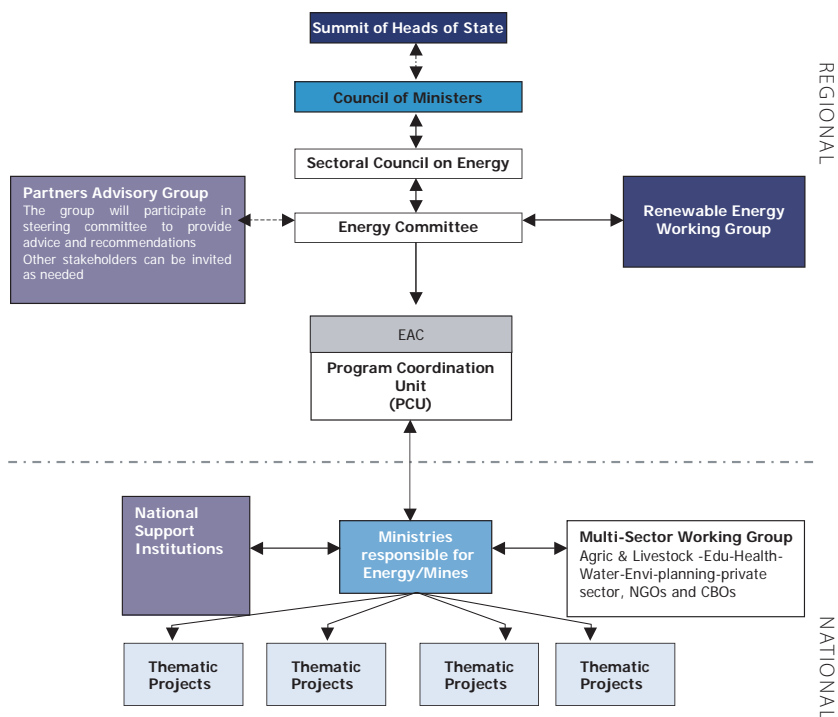 Summit of Heads of State
REGIONAL
Council of Ministers
Sectoral Council on Energy
Partners Advisory Group
The group will participate in
steering committee to provide
advice and recommendations
Other stakeholders can be invited
as needed
Energy Committee
Renewable Energy
Working Group
EAC
Program Coordination
Unit
(PCU)
National
Support
Institutions
Ministries
responsible for
Energy/Mines
Multi-Sector Working Group
Agric & Livestock -Edu-Health-
Water-Envi-planning-private
sector, NGOs and CBOs
NATIONAL
Thematic
Projects
Thematic
Projects
Thematic
Projects
Thematic
Projects